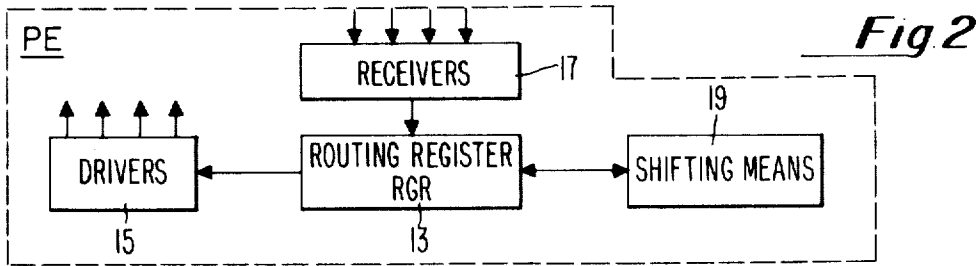 PE
Fig. 2
RECEIVERS
17
19
DRIVERS
ROUTING REGISTER
RGR
SHIFTING MEANS
15
13